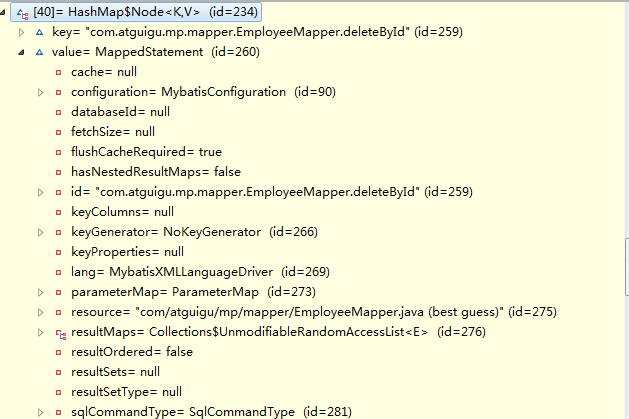 [40]= HashMap$Node<K,V> (id=234)
key= "com.atguigu.mp.mapper.EmployeeMapper.deleteById" (id=259)
value= MappedStatement (id=260)
cache= null
configuration= MybatisConfiguration (id=90)
databaseId= null
fetchSize= null
flushCacheRequired= true
hasNestedResultMaps= false
id= "com.atguigu.mp.mapper.EmployeeMapper.deleteById" (id=259)
keyColumns= null
keyGenerator= NoKeyGenerator (id=266)
keyProperties= null
lang= MybatisXMLLanguageDriver (id=269)
parameterMap= ParameterMap (id=273)
resource= "com/atguigu/mp/mapper/EmployeeMapper.java (best guess)" (id=275)
resultMaps= Collections$UnmodifiableRandomAccessList<E> (id=276)
resultOrdered= false
resultSets= null
resultSetType= null
sqlCommandType= SqlCommandType (id=281)